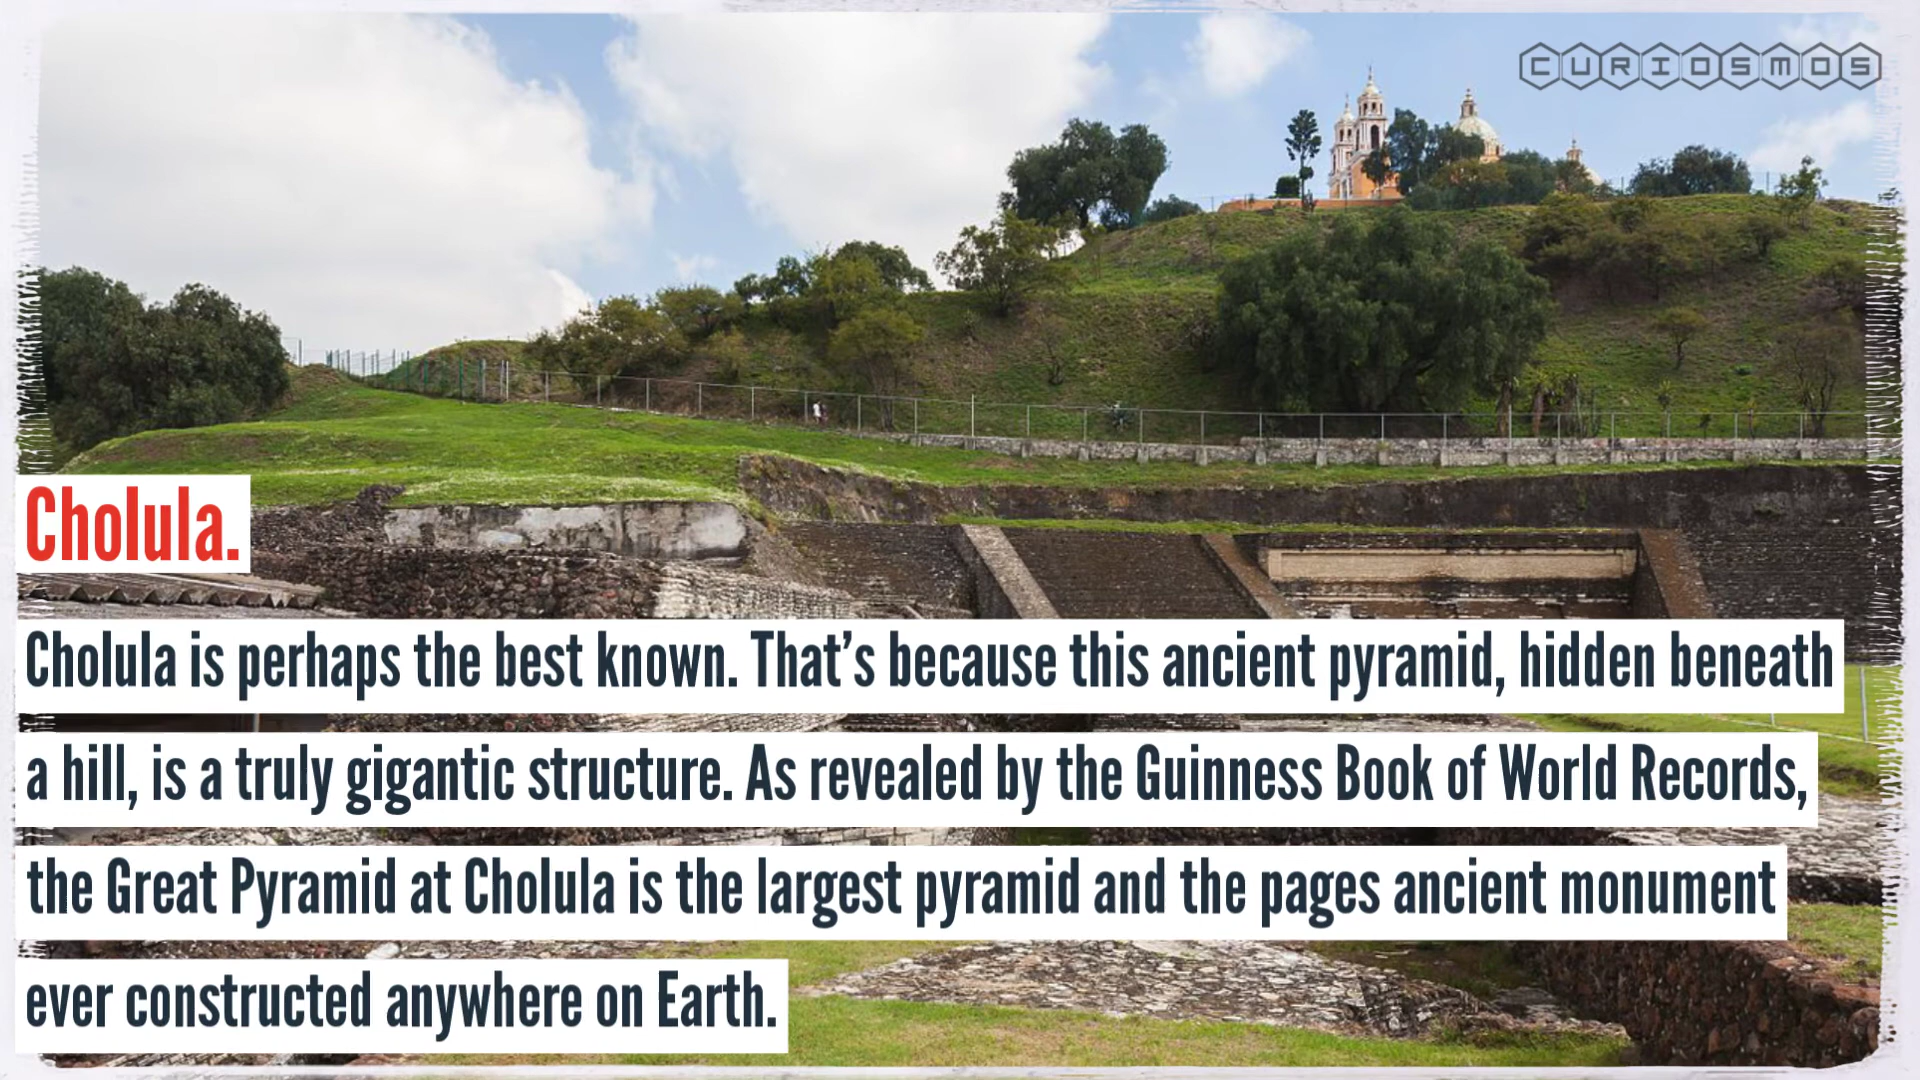 CURIOSMOS
Cholula.
Cholula is perhaps the best known. That’s because this ancient pyramid, hidden beneath
a hill, is a truly gigantic structure. As revealed by the Guinness Book of World Records,
the Great Pyramid at Cholula is the largest pyramid and the pages ancient monument
ever constructed anywhere on Earth.